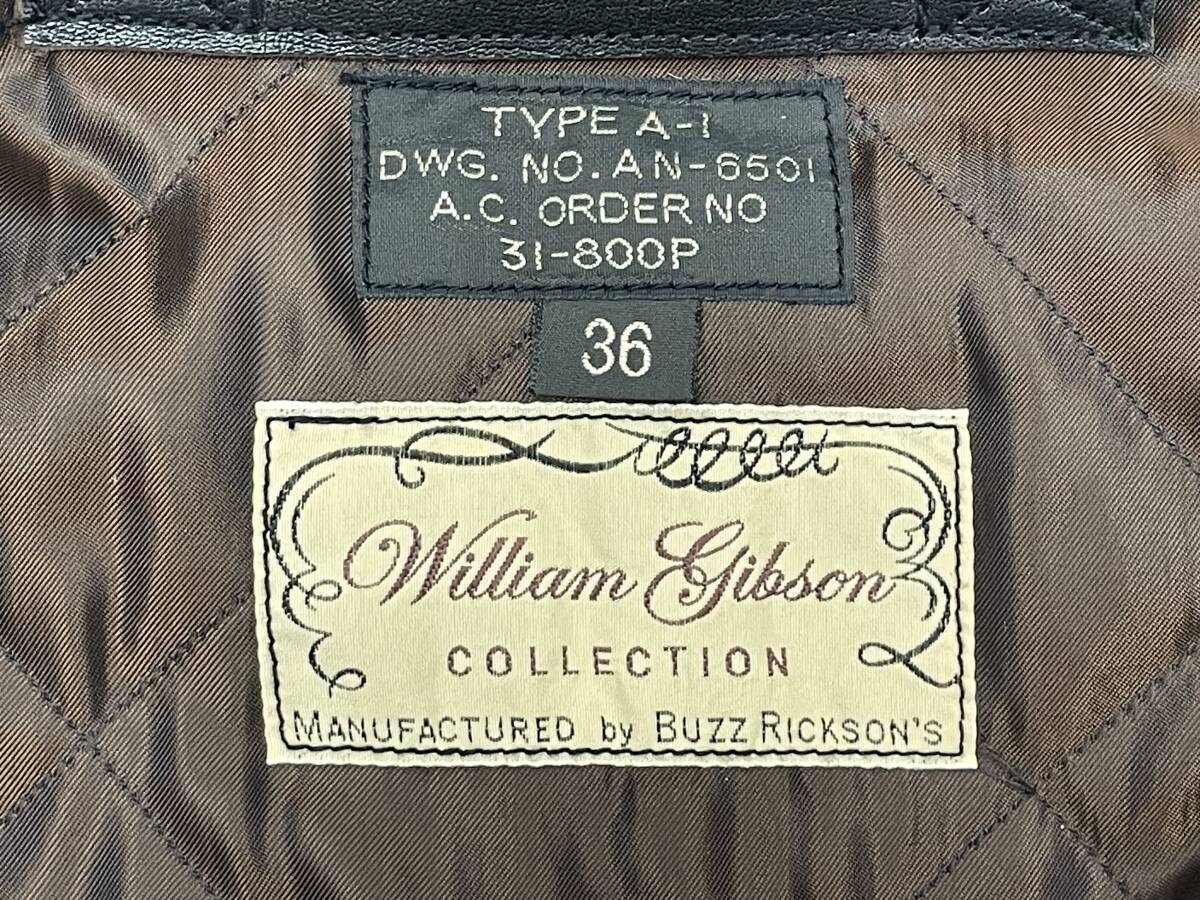 TYPE A-1
DWG. NO. AN-6501
A.C. ORDER NO
31-800P
36
William Gibson
COLLECTION
MANUFACTURED by BUZZ RICKSON'S